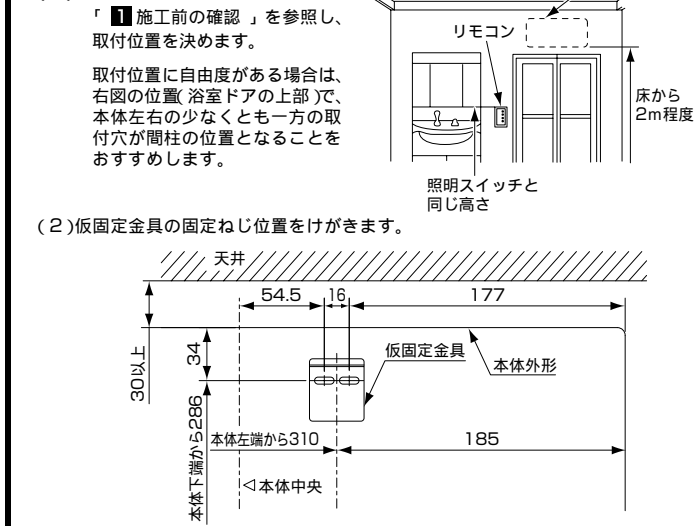 「 1 施工前の確認 」を参照し、
取付位置を決めます。
取付位置に自由度がある場合は、
右図の位置(浴室ドアの上部)で、
本体左右の少なくとも一方の取
付穴が間柱の位置となることを
おすすめします。
リモコン
床から
2m程度
照明スイッチと
同じ高さ
(2)仮固定金具の固定ねじ位置をけがきます。
天井
54.5
16
177
30以上
34
仮固定金具
本体外形
本体下端から286
本体左端から310
185
本体中央